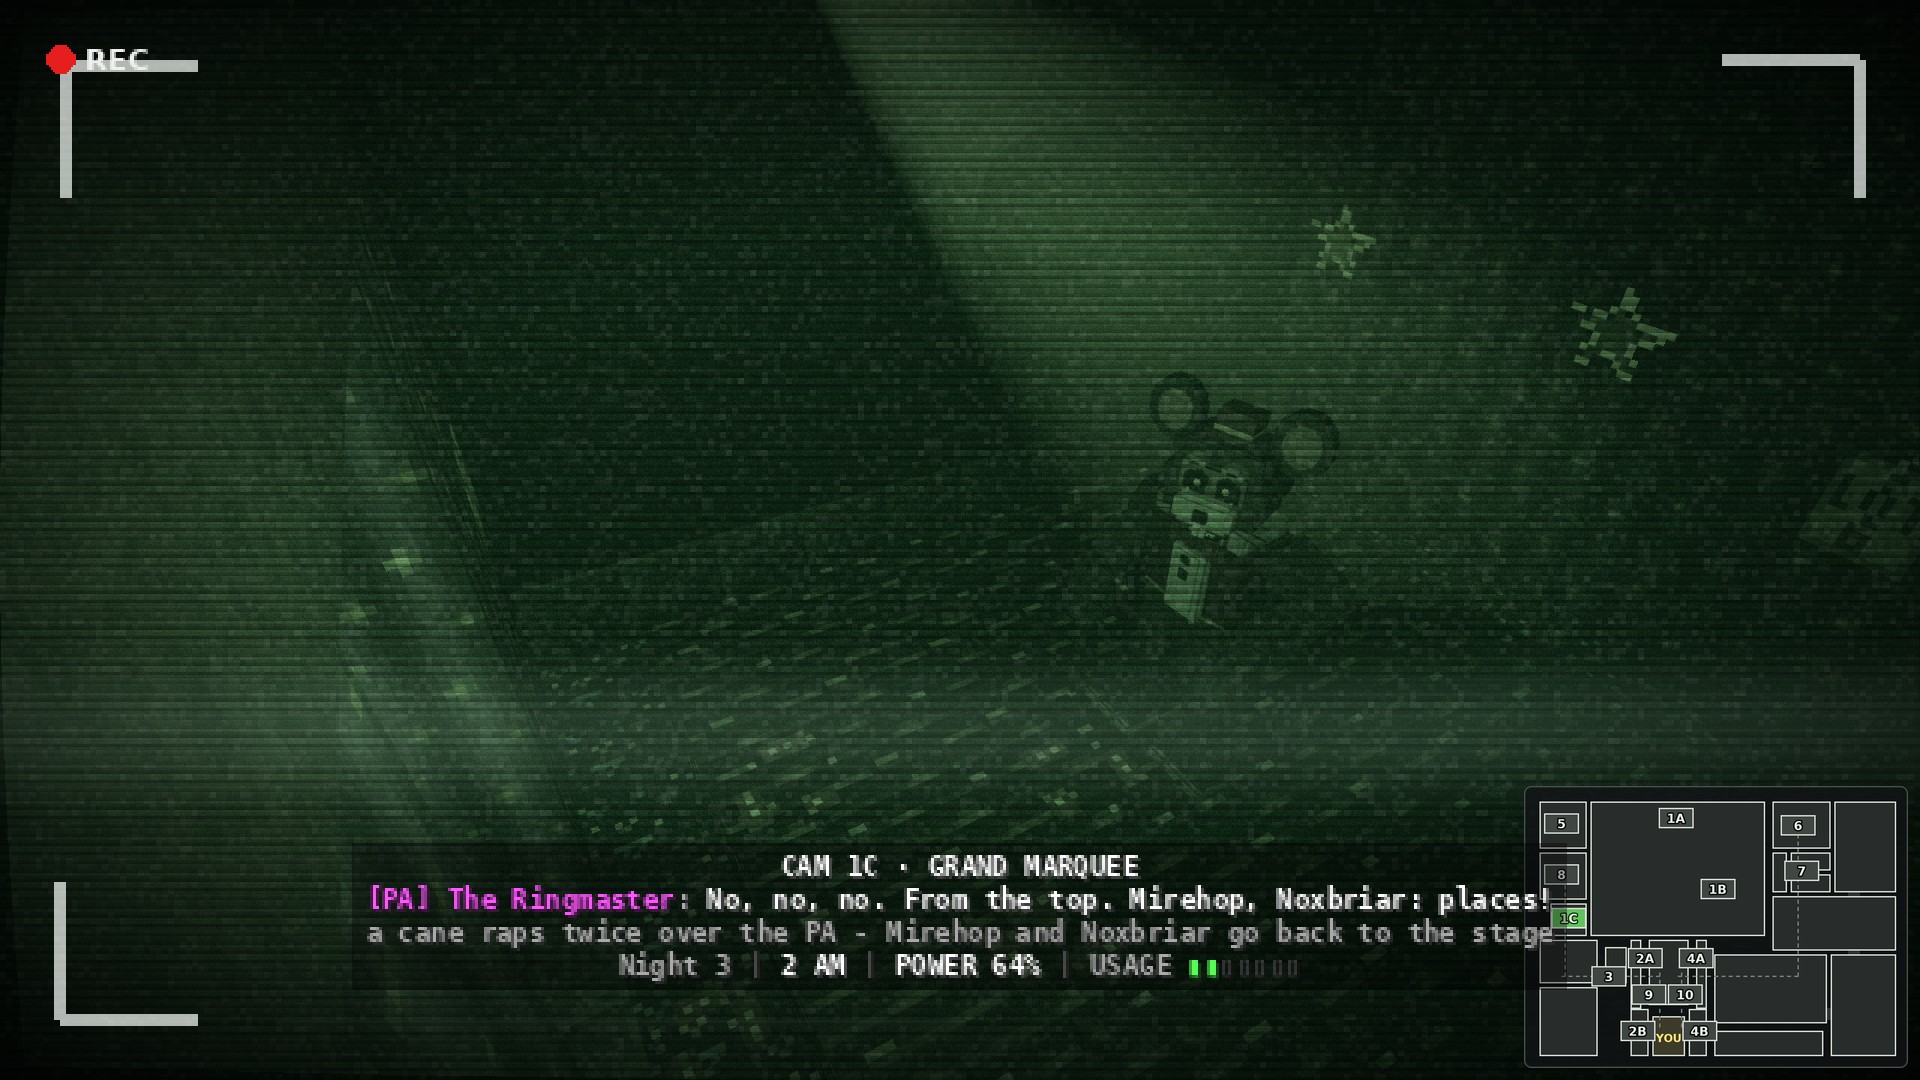 REC
CAM 1C · GRAND MARQUEE
[PA] The Ringmaster: No, no, no. From the top. Mirehop, Noxbriar: places!
a cane raps twice over the PA - Mirehop and Noxbriar go back to the stage
Night 3 | 2 AM | POWER 64% | USAGE
5
1A
6
8
7
1B
1C
2A
4A
3
9
10
2B
YOU
4B